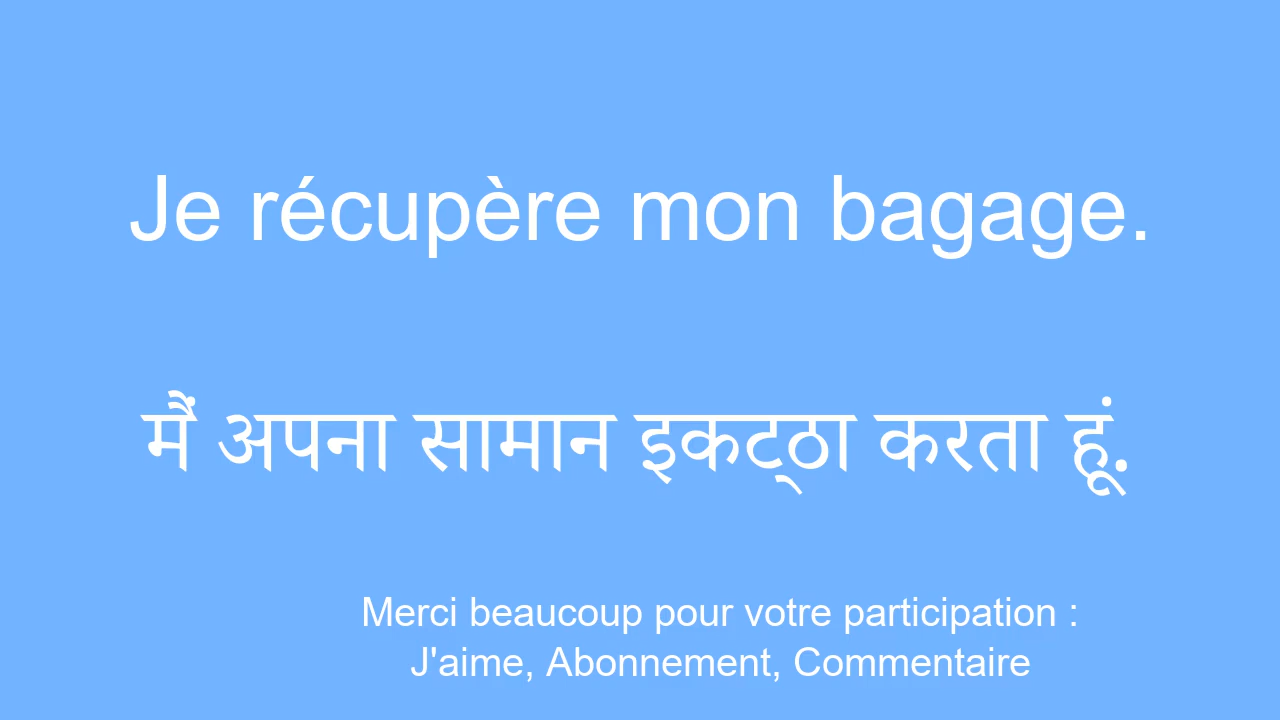 Je récupère mon bagage.
मैं अपना सामान इकट्ठा करता हूं.
Merci beaucoup pour votre participation :
J'aime, Abonnement, Commentaire